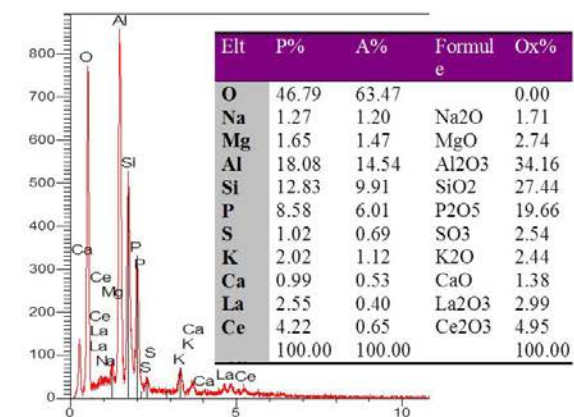 Al
O
Si
P
P
Ca
Ce
Mg
Ce
La
La
Na
S
S
K
Ca
K
Ca
La
Ce
800
700
600
500
400
300
200
100
0
0
5
10
Elt P% A% Formul Ox%
e
O 46.79 63.47 0.00
Na 1.27 1.20 Na2O 1.71
Mg 1.65 1.47 MgO 2.74
Al 18.08 14.54 Al2O3 34.16
Si 12.83 9.91 SiO2 27.44
P 8.58 6.01 P2O5 19.66
S 1.02 0.69 SO3 2.54
K 2.02 1.12 K2O 2.44
Ca 0.99 0.53 CaO 1.38
La 2.55 0.40 La2O3 2.99
Ce 4.22 0.65 Ce2O3 4.95
100.00 100.00 100.00